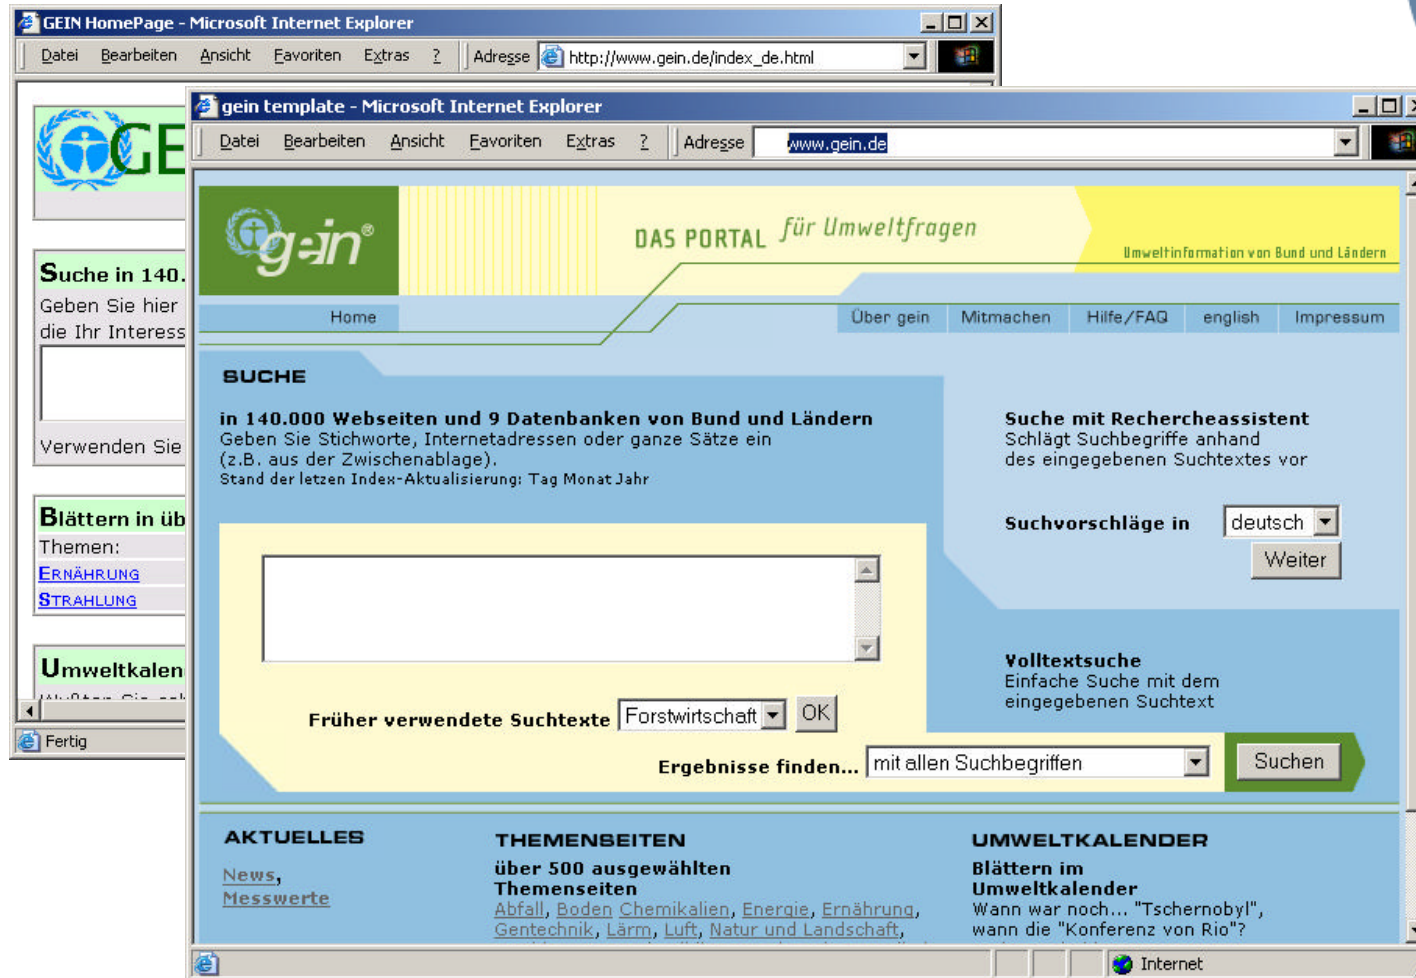 GEIN HomePage - Microsoft Internet Explorer
Datei Bearbeiten Ansicht Favoriten Extras ? Adresse http://www.gein.de/index_de.html
GE
Suche in 140.
Geben Sie hier
die Ihr Interess
Verwenden Sie
Blättern in üb
Themen:
ERNÄHRUNG
STRAHLUNG
Umweltkalen
Fertig
gein template - Microsoft Internet Explorer
Datei Bearbeiten Ansicht Favoriten Extras ? Adresse www.gein.de
gein®
DAS PORTAL für Umweltfragen
Umweltinformation von Bund und Ländern
Home Über gein Mitmachen Hilfe/FAQ english Impressum
SUCHE
in 140.000 Webseiten und 9 Datenbanken von Bund und Ländern
Geben Sie Stichworte, Internetadressen oder ganze Sätze ein
(z.B. aus der Zwischenablage).
Stand der letzen Index-Aktualisierung: Tag Monat Jahr
Suche mit Rechercheassistent
Schlägt Suchbegriffe anhand
des eingegebenen Suchtextes vor
Suchvorschläge in deutsch
Weiter
Volltextsuche
Einfache Suche mit dem
eingegebenen Suchtext
Früher verwendete Suchtexte Forstwirtschaft OK
Ergebnisse finden... mit allen Suchbegriffen Suchen
AKTUELLES
News,
Messwerte
THEMENSEITEN
über 500 ausgewählten
Themenseiten
Abfall, Boden Chemikalien, Energie, Ernährung,
Gentechnik, Lärm, Luft, Natur und Landschaft,
UMWELTKALENDER
Blättern im
Umweltkalender
Wann war noch... "Tschernobyl",
wann die "Konferenz von Rio"?
Internet